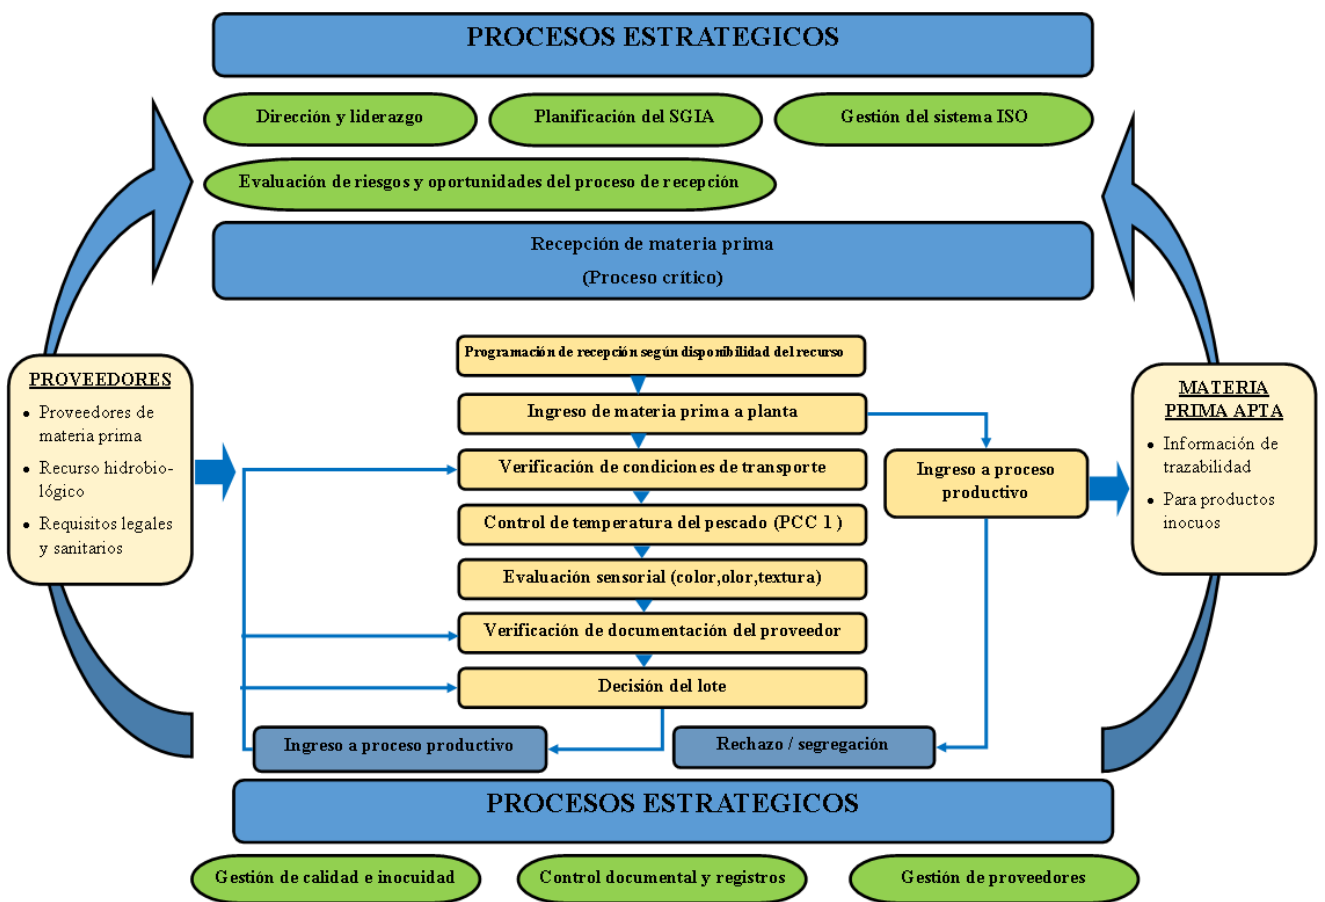 PROCESOS ESTRATEGICOS
Dirección y liderazgo
Planificación del SGIA
Gestión del sistema ISO
Evaluación de riesgos y oportunidades del proceso de recepción
Recepción de materia prima
(Proceso crítico)
PROVEEDORES
• Proveedores de
materia prima
• Recurso hidrobio-
lógico
• Requisitos legales
y sanitarios
Programación de recepción según disponibilidad del recurso
Ingreso de materia prima a planta
Verificación de condiciones de transporte
Control de temperatura del pescado (PCC 1 )
Evaluación sensorial (color,olor,textura)
Verificación de documentación del proveedor
Decisión del lote
Ingreso a proceso productivo
Rechazo / segregación
Ingreso a proceso
productivo
MATERIA
PRIMA APTA
• Información de
trazabilidad
• Para productos
inocuos
PROCESOS ESTRATEGICOS
Gestión de calidad e inocuidad
Control documental y registros
Gestión de proveedores